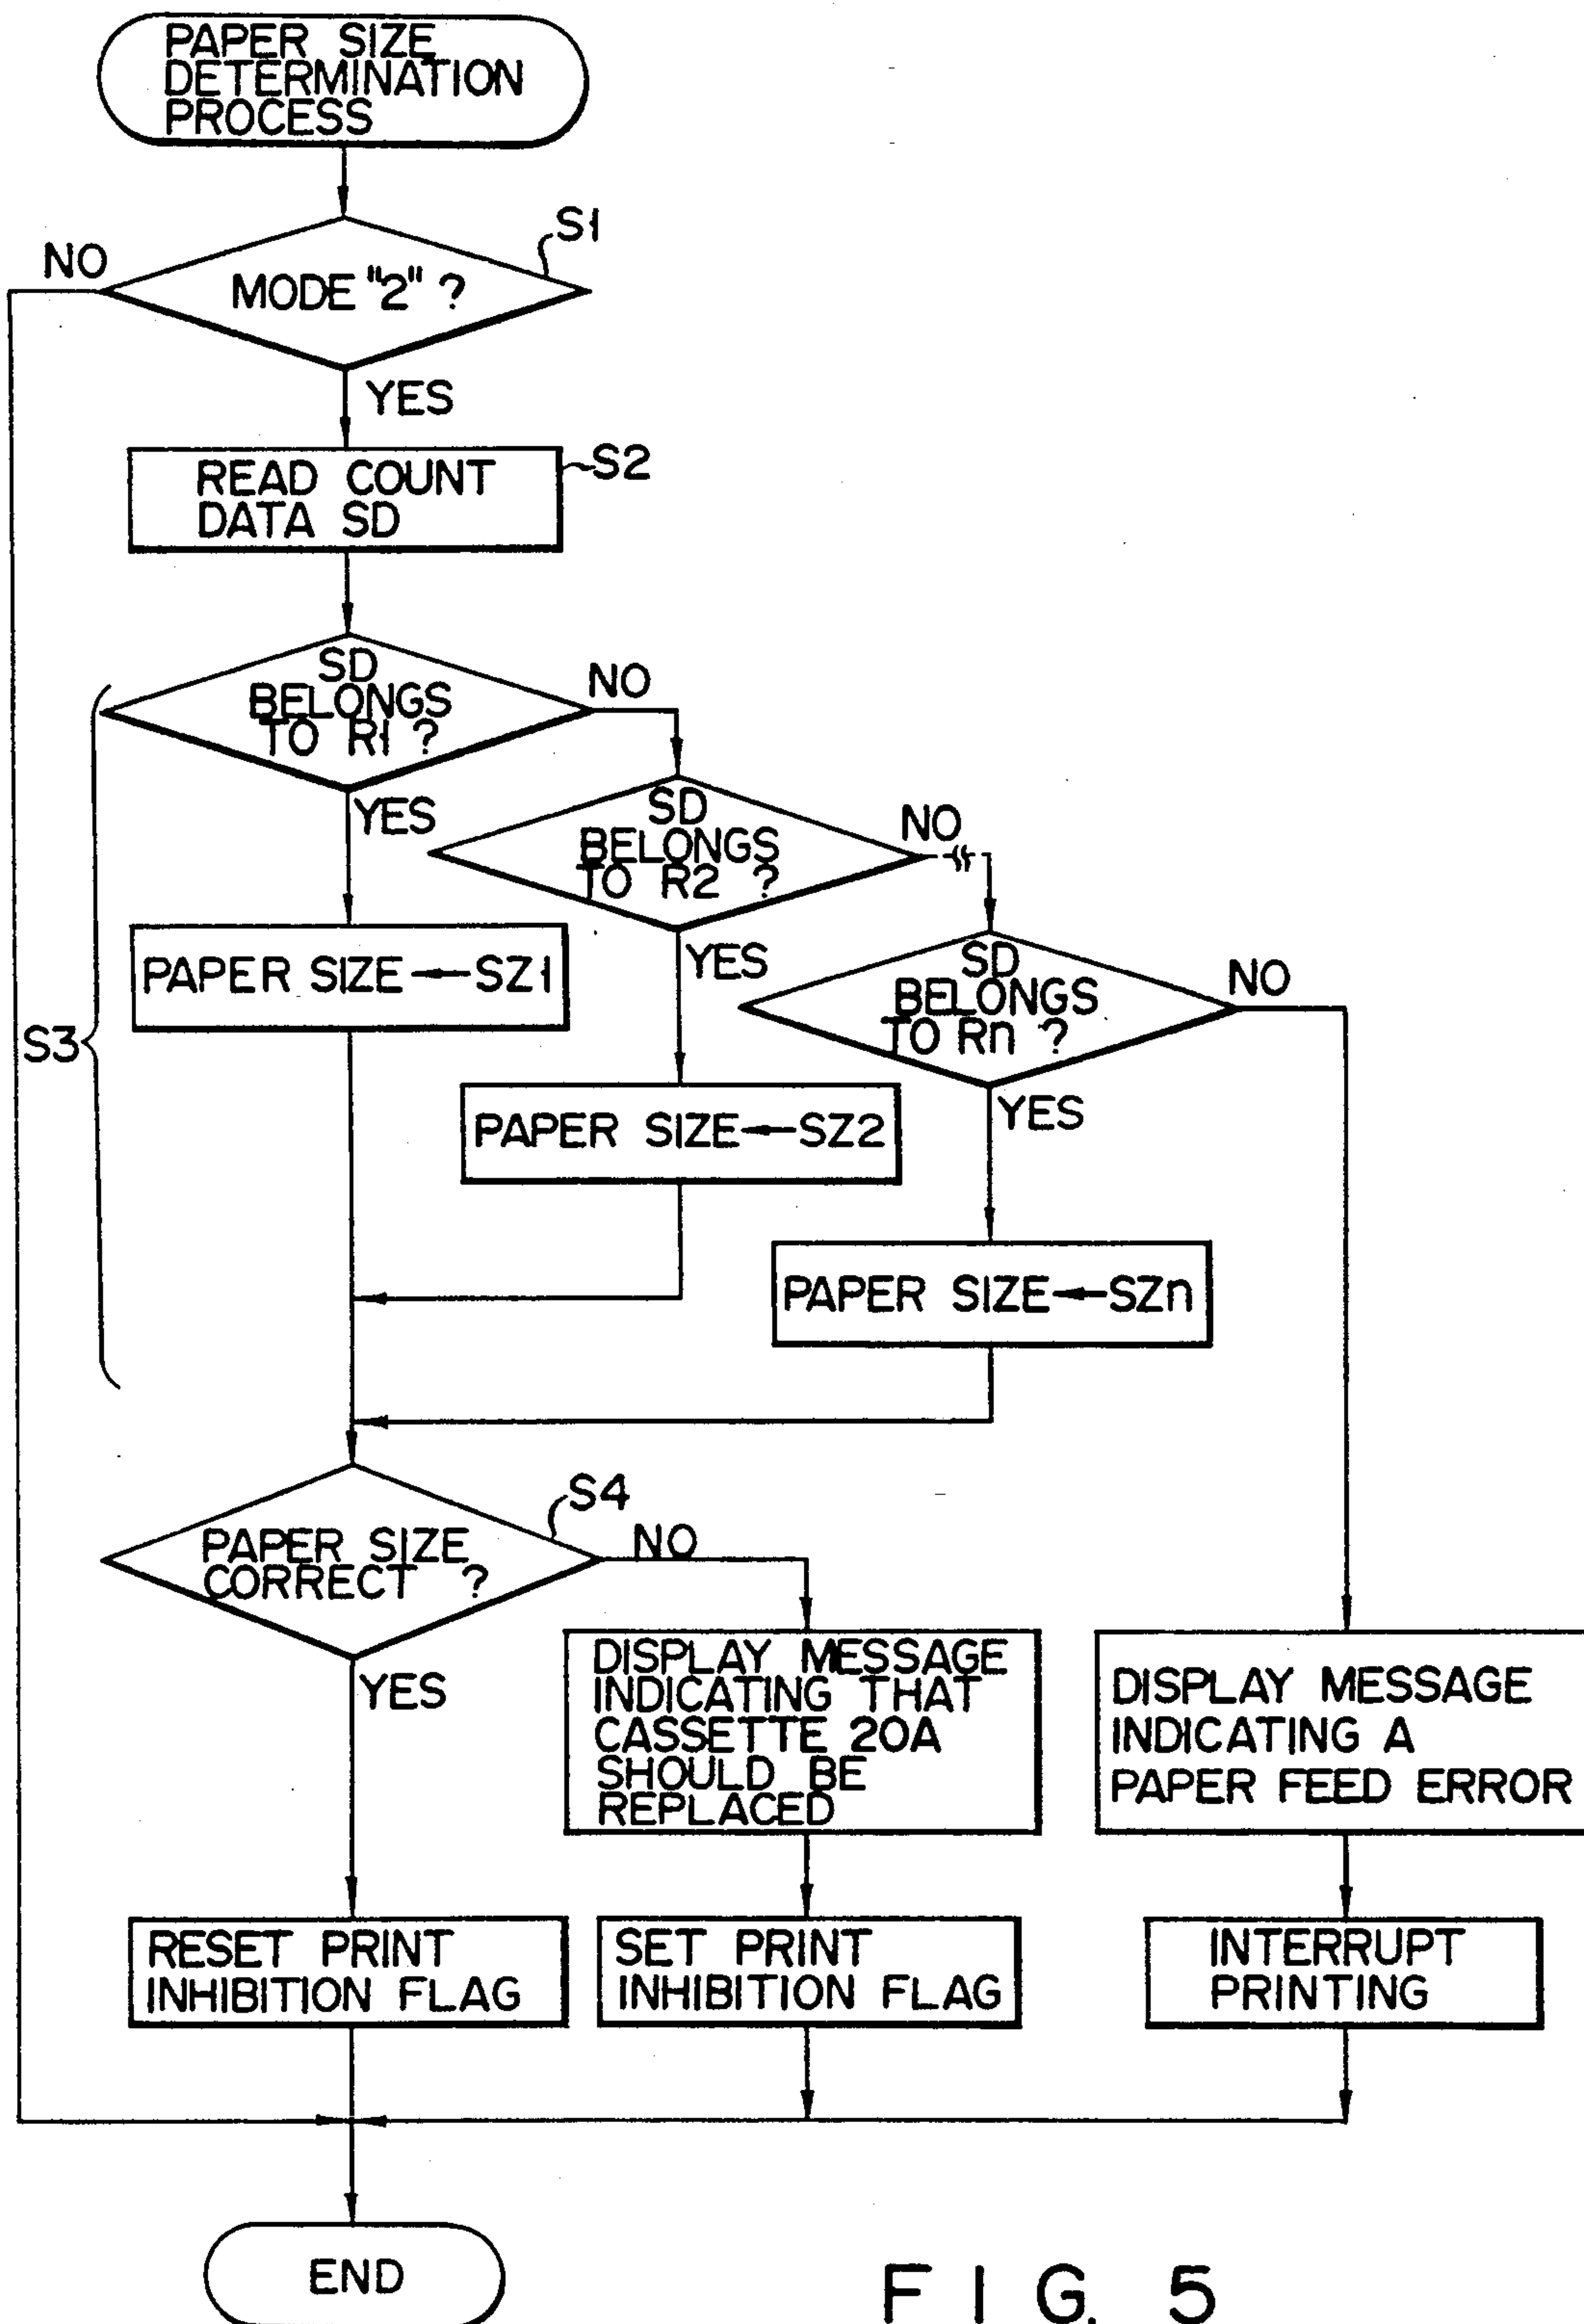 PAPER SIZE
DETERMINATION
PROCESS
S1
NO
MODE "2" ?
YES
S2
READ COUNT
DATA SD
SD
BELONGS
TO R1 ?
NO
YES
SD
BELONGS
TO R2 ?
NO
YES
SD
BELONGS
TO Rn ?
NO
YES
S3
PAPER SIZE←SZ1
PAPER SIZE←SZ2
PAPER SIZE←SZn
S4
PAPER SIZE
CORRECT ?
NO
YES
DISPLAY MESSAGE
INDICATING THAT
CASSETTE 20A
SHOULD BE
REPLACED
DISPLAY MESSAGE
INDICATING A
PAPER FEED ERROR
RESET PRINT
INHIBITION FLAG
SET PRINT
INHIBITION FLAG
INTERRUPT
PRINTING
END
FIG. 5